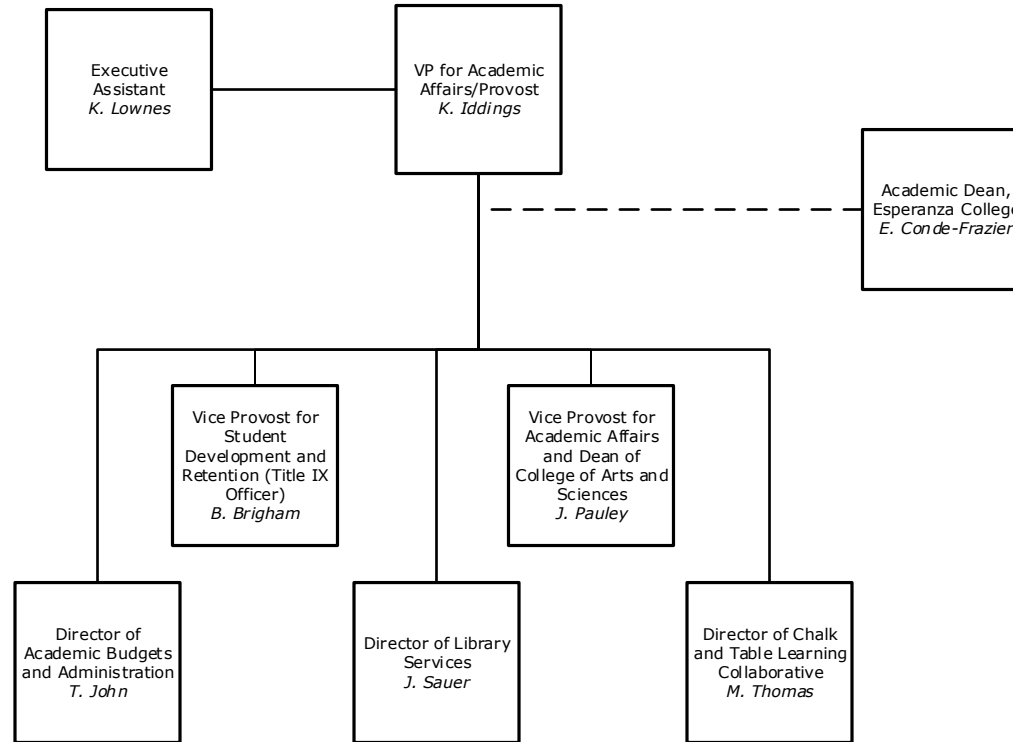 Executive
Assistant
K. Lownes
VP for Academic
Affairs/Provost
K. Iddings
Academic Dean,
Esperanza College
E. Conde-Frazier
Vice Provost for
Student
Development and
Retention (Title IX
Officer)
B. Brigham
Vice Provost for
Academic Affairs
and Dean of
College of Arts and
Sciences
J. Pauley
Director of
Academic Budgets
and Administration
T. John
Director of Library
Services
J. Sauer
Director of Chalk
and Table Learning
Collaborative
M. Thomas